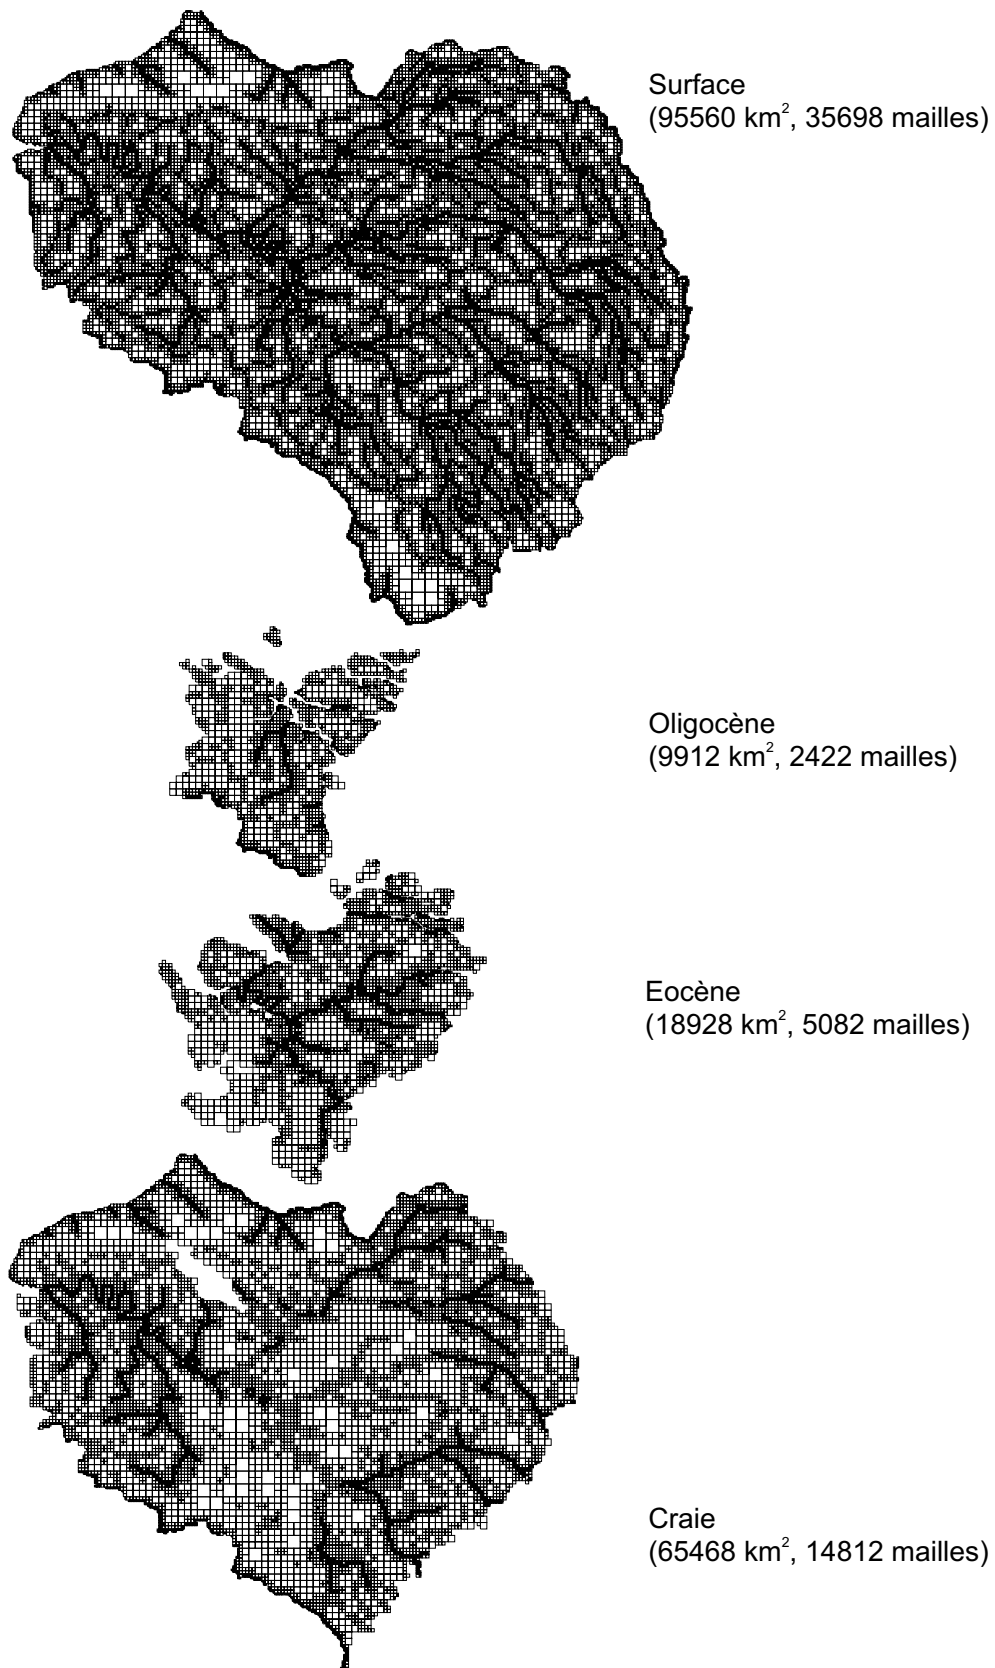 Surface
(95560 km², 35698 mailles)
Oligocène
(9912 km², 2422 mailles)
Eocène
(18928 km², 5082 mailles)
Craie
(65468 km², 14812 mailles)